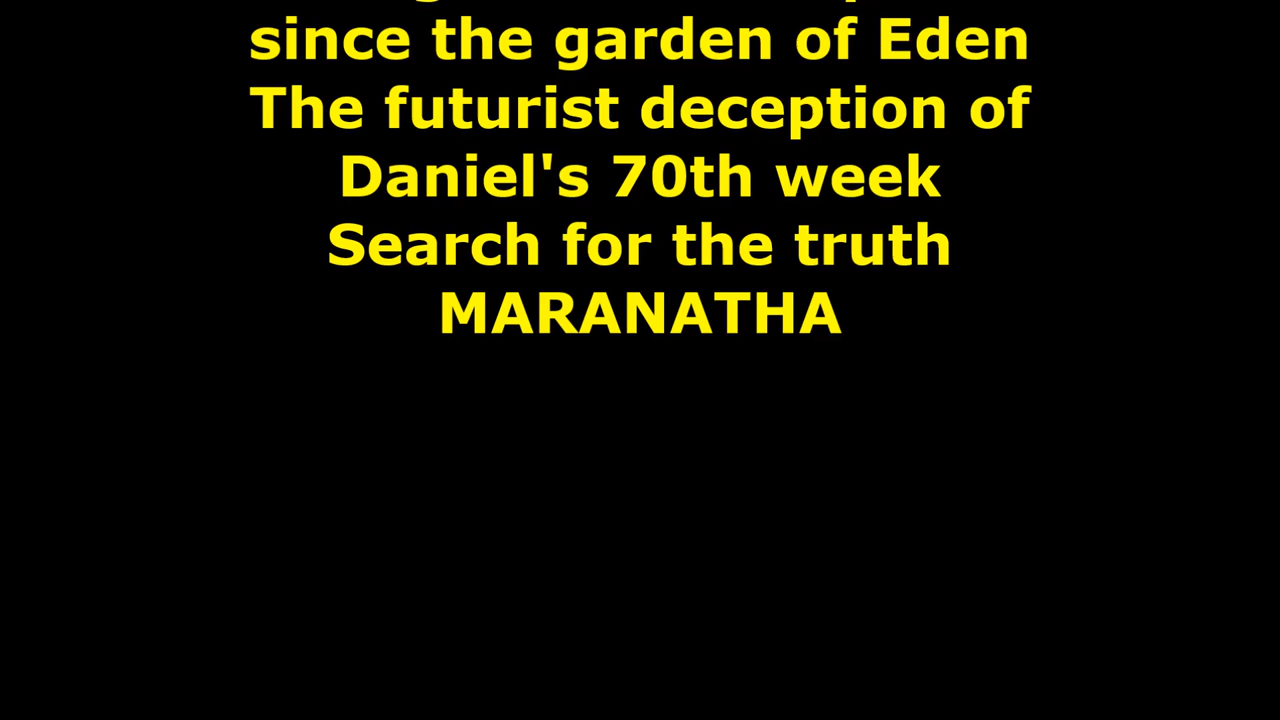 since the garden of Eden
The futurist deception of
Daniel's 70th week
Search for the truth
MARANATHA